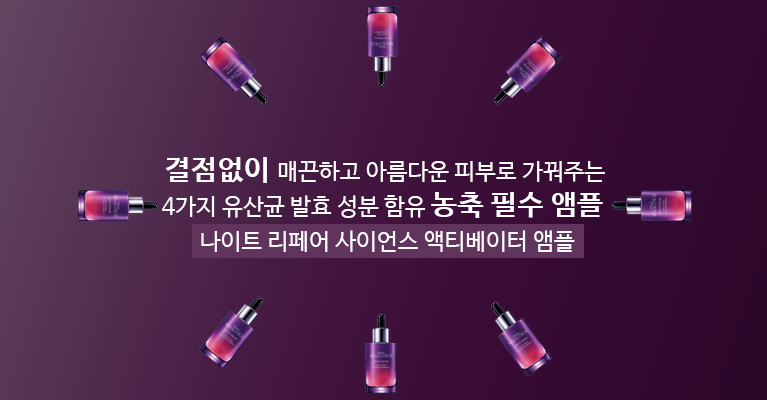 결점없이 매끈하고 아름다운 피부로 가꿔주는
4가지 유산균 발효 성분 함유 농축 필수 앰플
나이트 리페어 사이언스 액티베이터 앰플